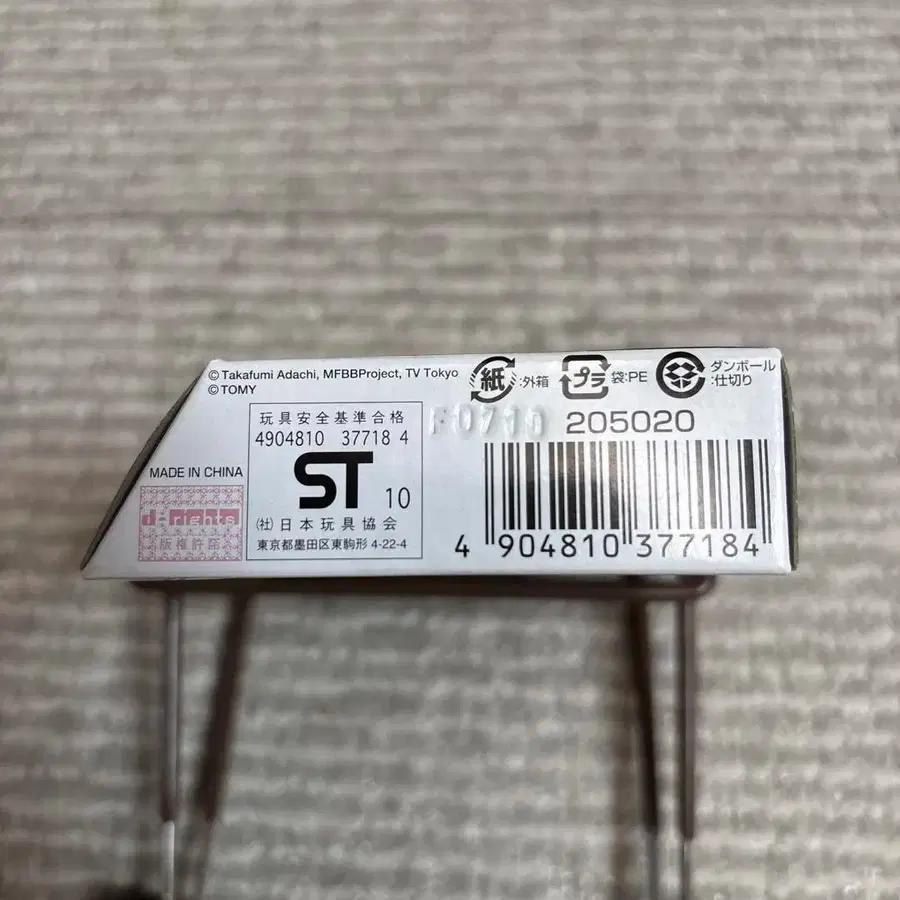 © Takafumi Adachi, MFBBProject, TV Tokyo
© TOMY
紙 :外箱
プラ 袋:PE
ダンボール
:仕切り
玩具安全基準合格
4904810 37718 4
ST 10
(社)日本玩具協会
東京都墨田区東駒形 4-22-4
F0710
205020
MADE IN CHINA
d-rights
版権許諾
4 904810 377184